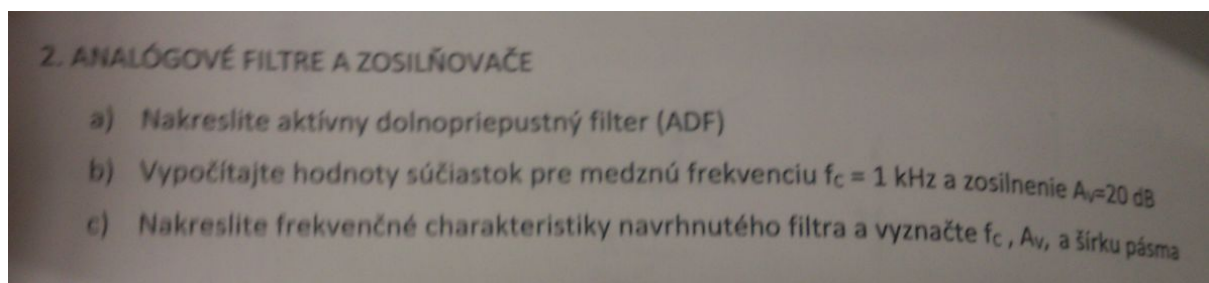 2. ANALÓGOVÉ FILTRE A ZOSILŇOVAČE
a) Nakreslite aktívny dolnopriepustný filter (ADF)
b) Vypočítajte hodnoty súčiastok pre medznú frekvenciu fc = 1 kHz a zosilnenie Av=20 dB
c) Nakreslite frekvenčné charakteristiky navrhnutého filtra a vyznačte fc , Av, a šírku pásma